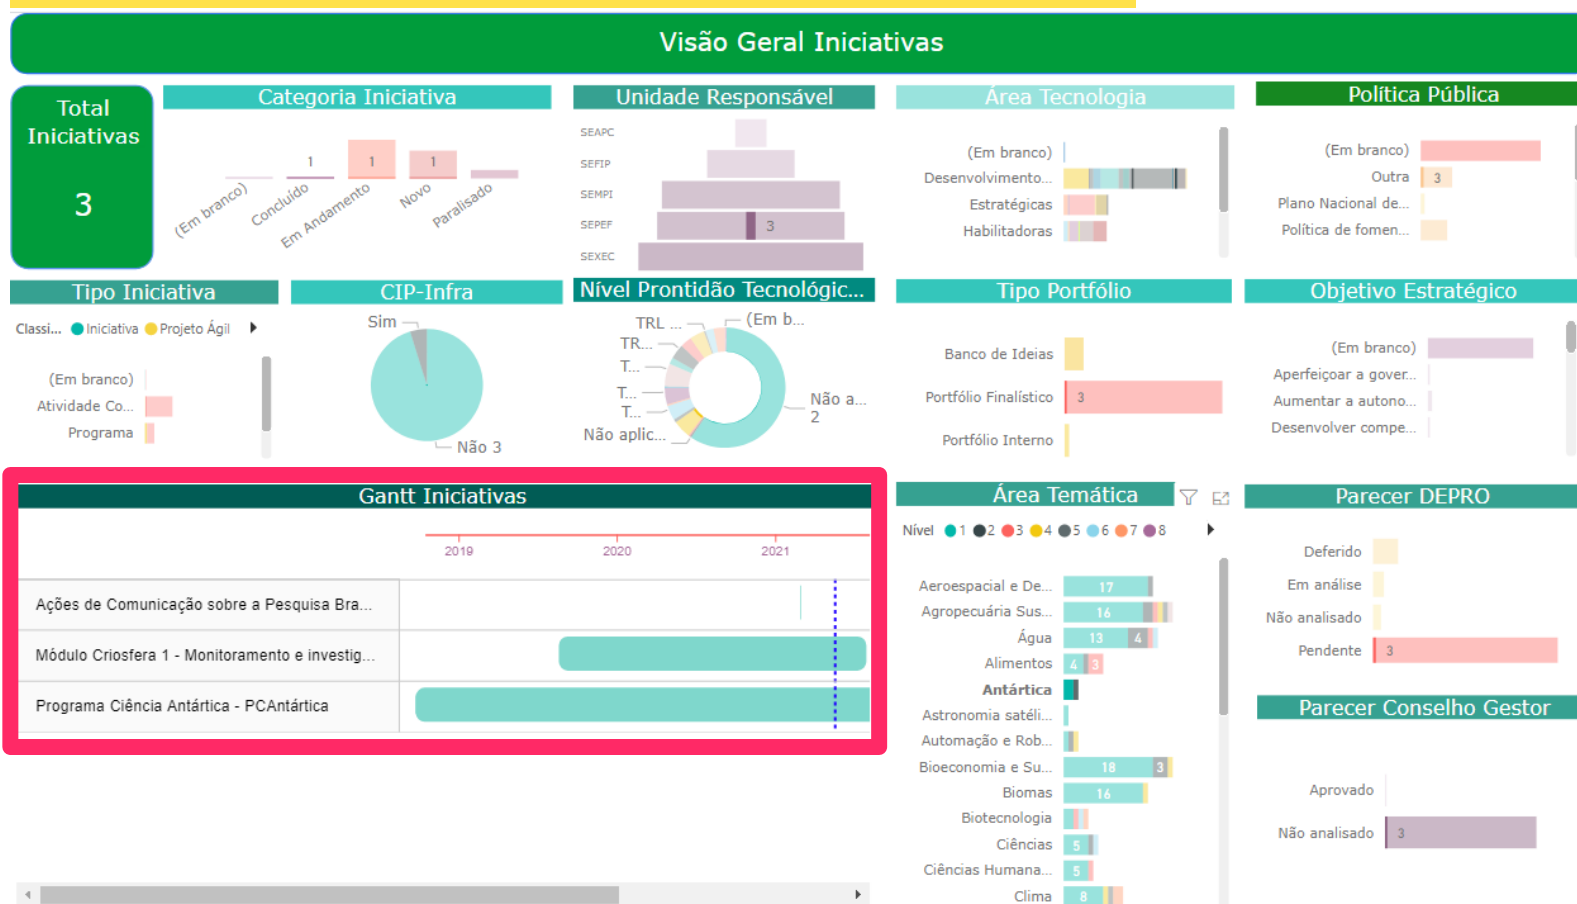 Visão Geral Iniciativas
Total
Iniciativas
3
Categoria Iniciativa
1
1
1
(Em branco)
Concluído
Em Andamento
Novo
Paralisado
Unidade Responsável
SEAPC
SEFIP
SEMPI
SEPEF
3
SEXEC
Área Tecnologia
(Em branco)
Desenvolvimento...
Estratégicas
Habilitadoras
Política Pública
(Em branco)
Outra
3
Plano Nacional de...
Política de fomen...
Tipo Iniciativa
Classi...
Iniciativa
Projeto Ágil
(Em branco)
Atividade Co...
Programa
CIP-Infra
Sim
Não 3
Nível Prontidão Tecnológic...
TRL ...
TR...
T...
T...
T...
Não aplic...
(Em b...
Não a...
2
Tipo Portfólio
Banco de Ideias
Portfólio Finalístico
3
Portfólio Interno
Objetivo Estratégico
(Em branco)
Aperfeiçoar a gover...
Aumentar a autono...
Desenvolver compe...
Gantt Iniciativas
2019
2020
2021
Ações de Comunicação sobre a Pesquisa Bra...
Módulo Criosfera 1 - Monitoramento e investig...
Programa Ciência Antártica - PCAntártica
Área Temática
Nível 1 2 3 4 5 6 7 8
Aeroespacial e De...
17
Agropecuária Sus...
16
Água
13 4
Alimentos
4 3
Antártica
Astronomia satéli...
Automação e Rob...
Bioeconomia e Su...
18 3
Biomas
16
Biotecnologia
Ciências
5
Ciências Humana...
5
Clima
8
Parecer DEPRO
Deferido
Em análise
Não analisado
Pendente
3
Parecer Conselho Gestor
Aprovado
Não analisado
3